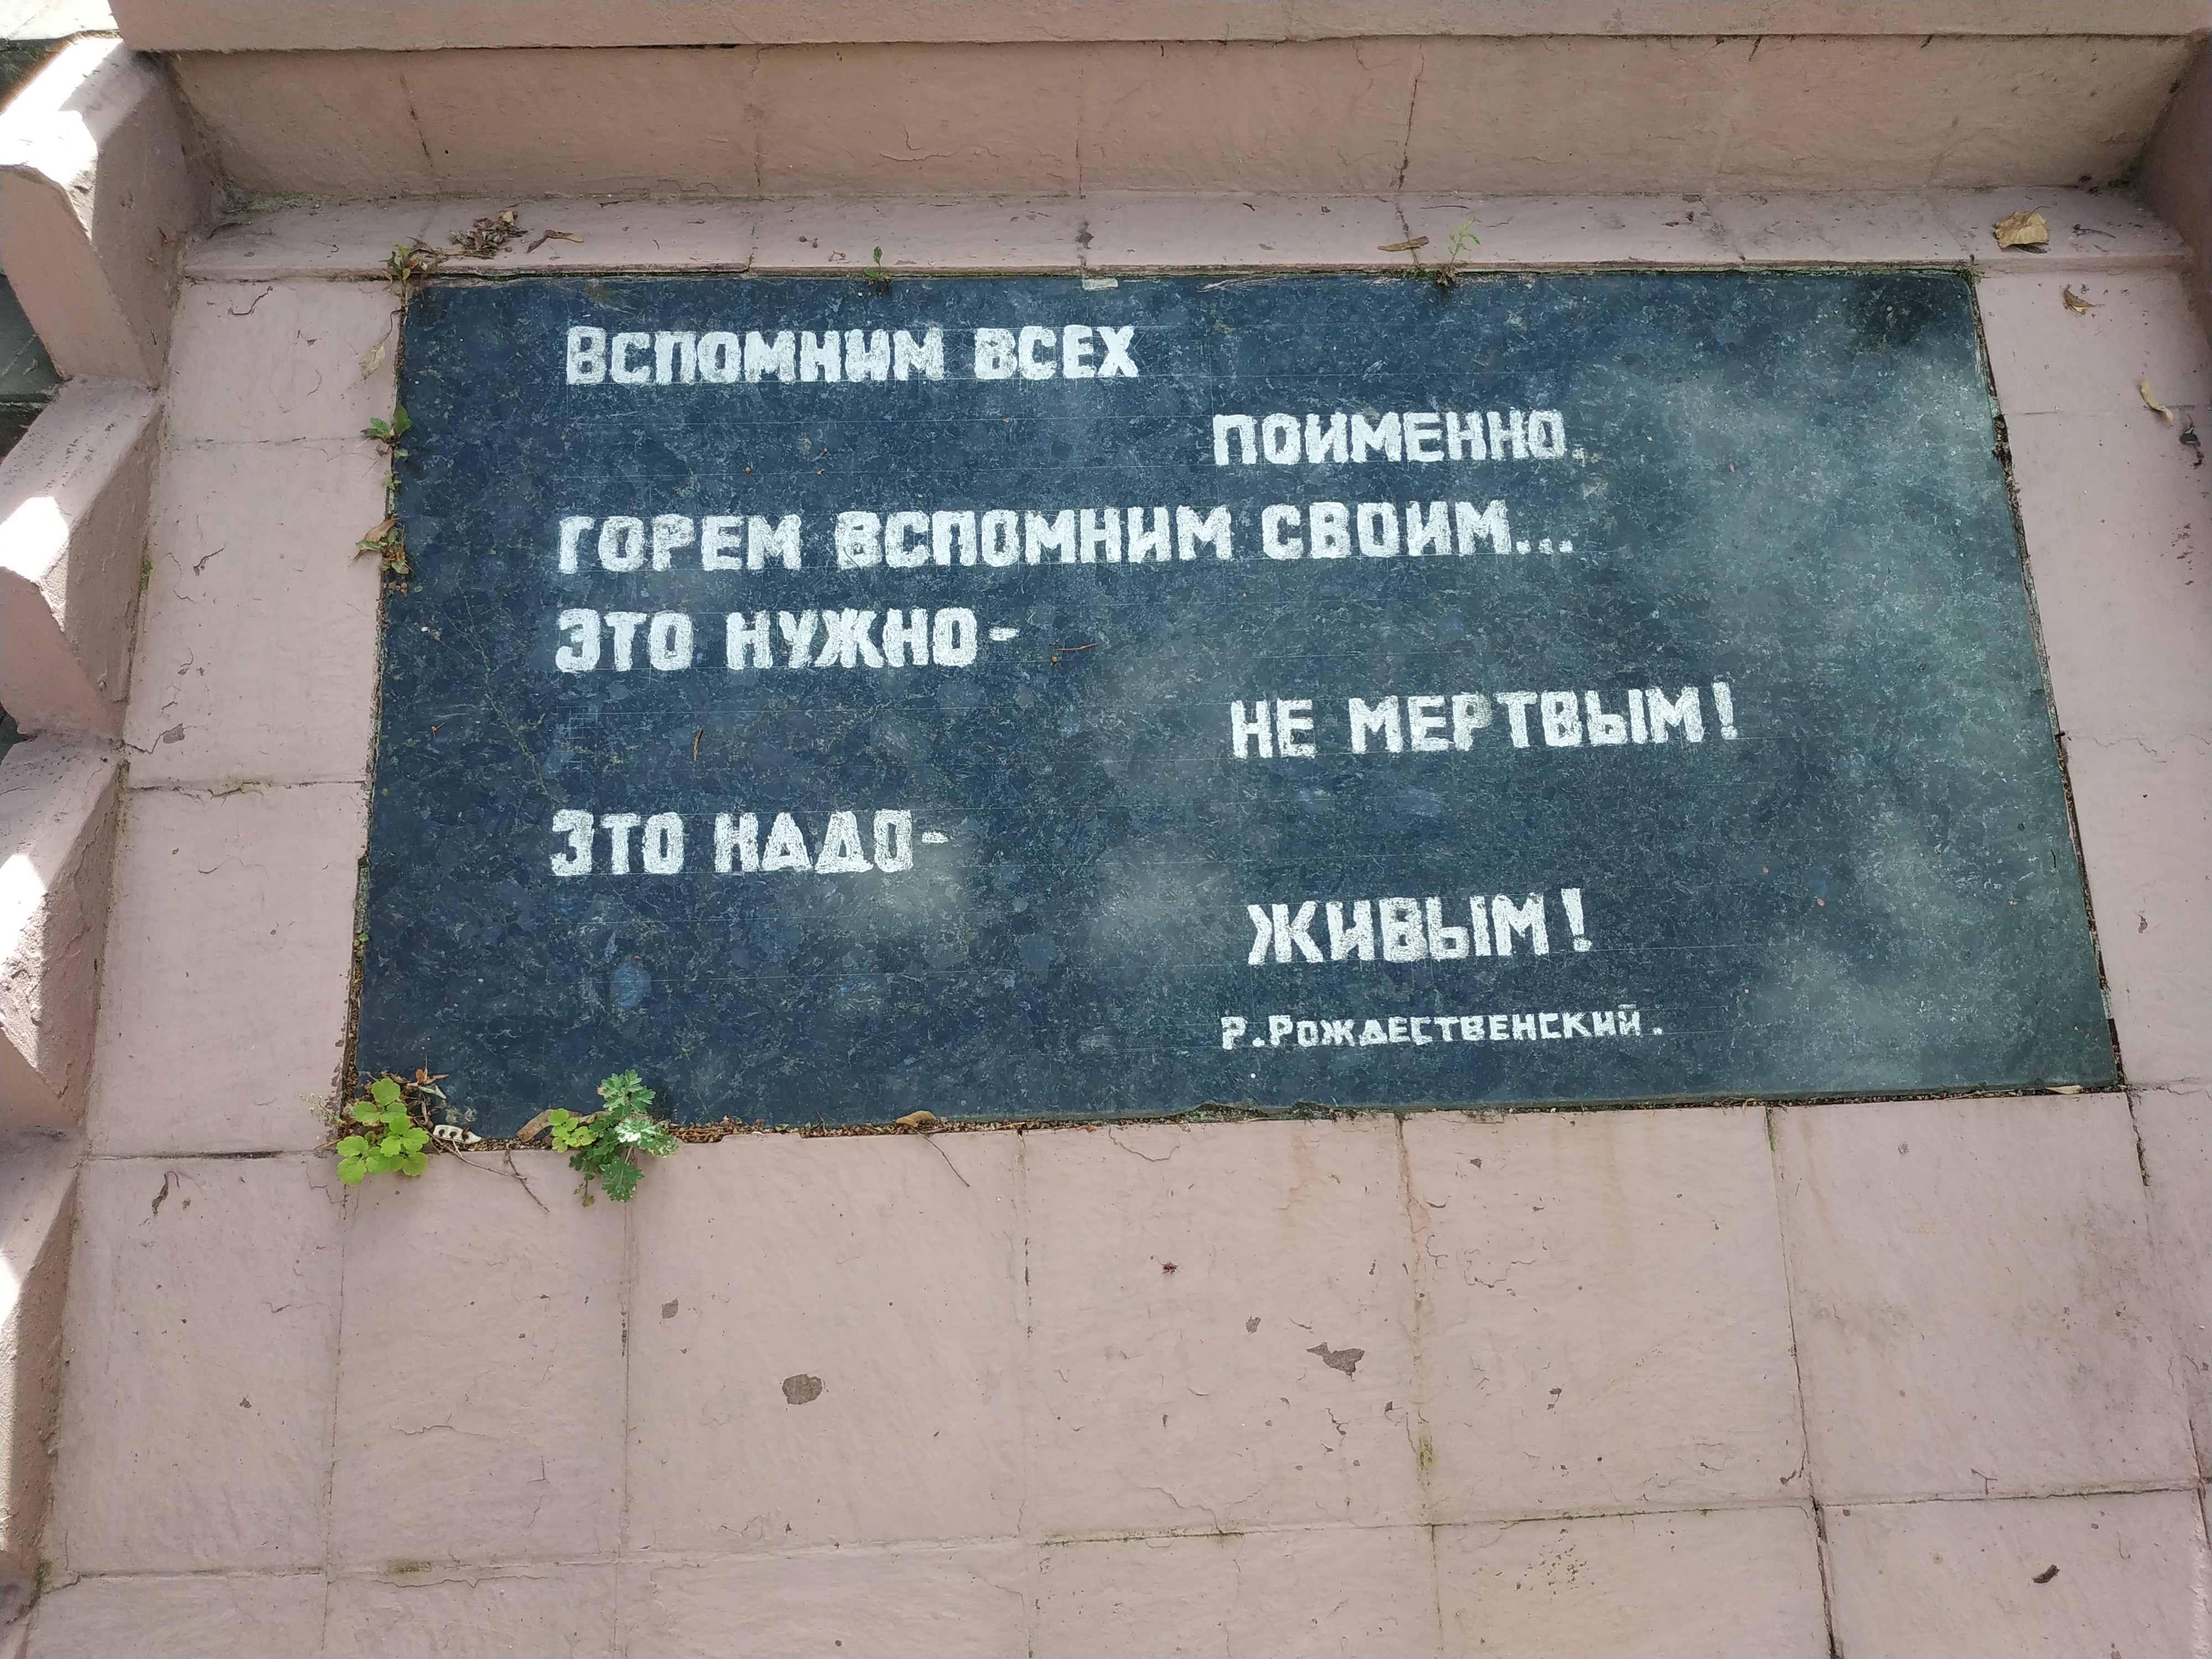 Вспомним всех
поименно.
горем вспомним своим...
Это нужно-
не мертвым!
Это надо-
живым!
Р.Рождественский.